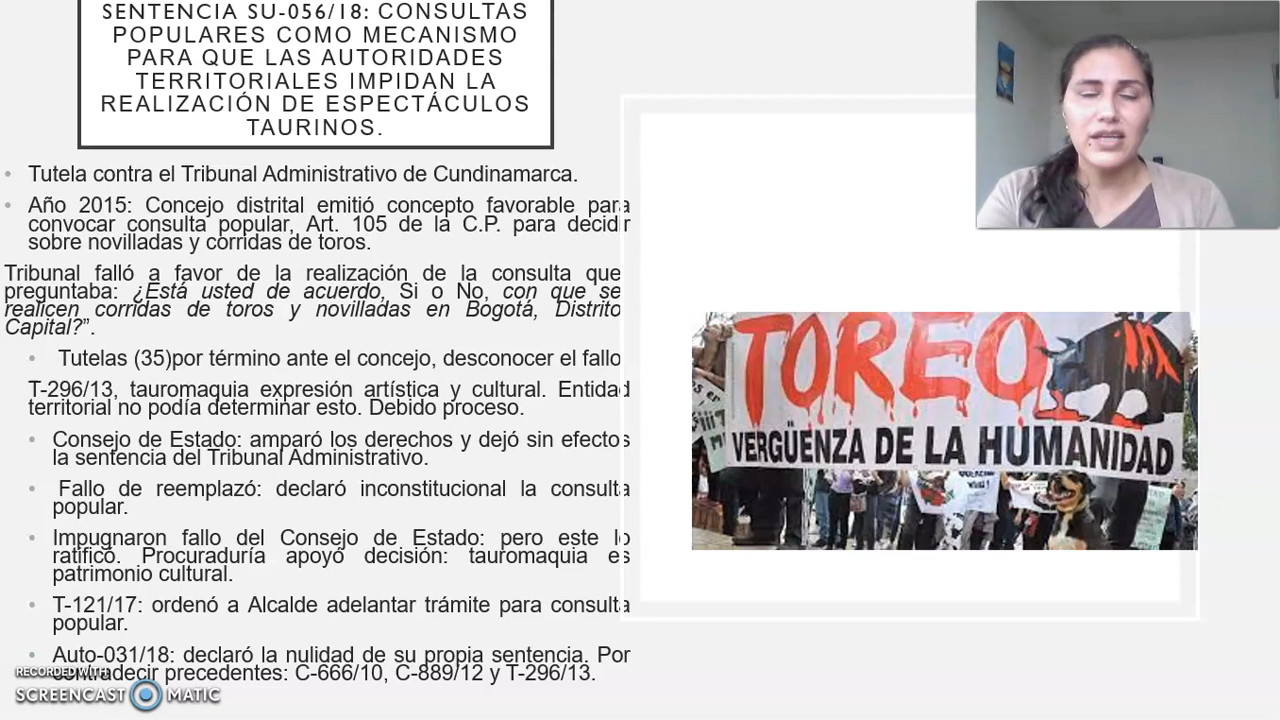 SENTENCIA SU-056/18: CONSULTAS
POPULARES COMO MECANISMO
PARA QUE LAS AUTORIDADES
TERRITORIALES IMPIDAN LA
REALIZACIÓN DE ESPECTÁCULOS
TAURINOS.
• Tutela contra el Tribunal Administrativo de Cundinamarca.
• Año 2015: Concejo distrital emitió concepto favorable para
convocar consulta popular, Art. 105 de la C.P. para decidir
sobre novilladas y corridas de toros.
Tribunal falló a favor de la realización de la consulta que
preguntaba: ¿Está usted de acuerdo, Si o No, con que se
realicen corridas de toros y novilladas en Bogotá, Distrito
Capital?”.
• Tutelas (35)por término ante el concejo, desconocer el fallo
T-296/13, tauromaquia expresión artística y cultural. Entidad
territorial no podía determinar esto. Debido proceso.
• Consejo de Estado: amparó los derechos y dejó sin efectos
la sentencia del Tribunal Administrativo.
• Fallo de reemplazó: declaró inconstitucional la consulta
popular.
• Impugnaron fallo del Consejo de Estado: pero este lo
ratificó. Procuraduría apoyó decisión: tauromaquia es
patrimonio cultural.
• T-121/17: ordenó a Alcalde adelantar trámite para consulta
popular.
• Auto-031/18: declaró la nulidad de su propia sentencia. Por
contradecir precedentes: C-666/10, C-889/12 y T-296/13.
TOREO
VERGÜENZA DE LA HUMANIDAD
RECORDED WITH
SCREENCAST MATIC